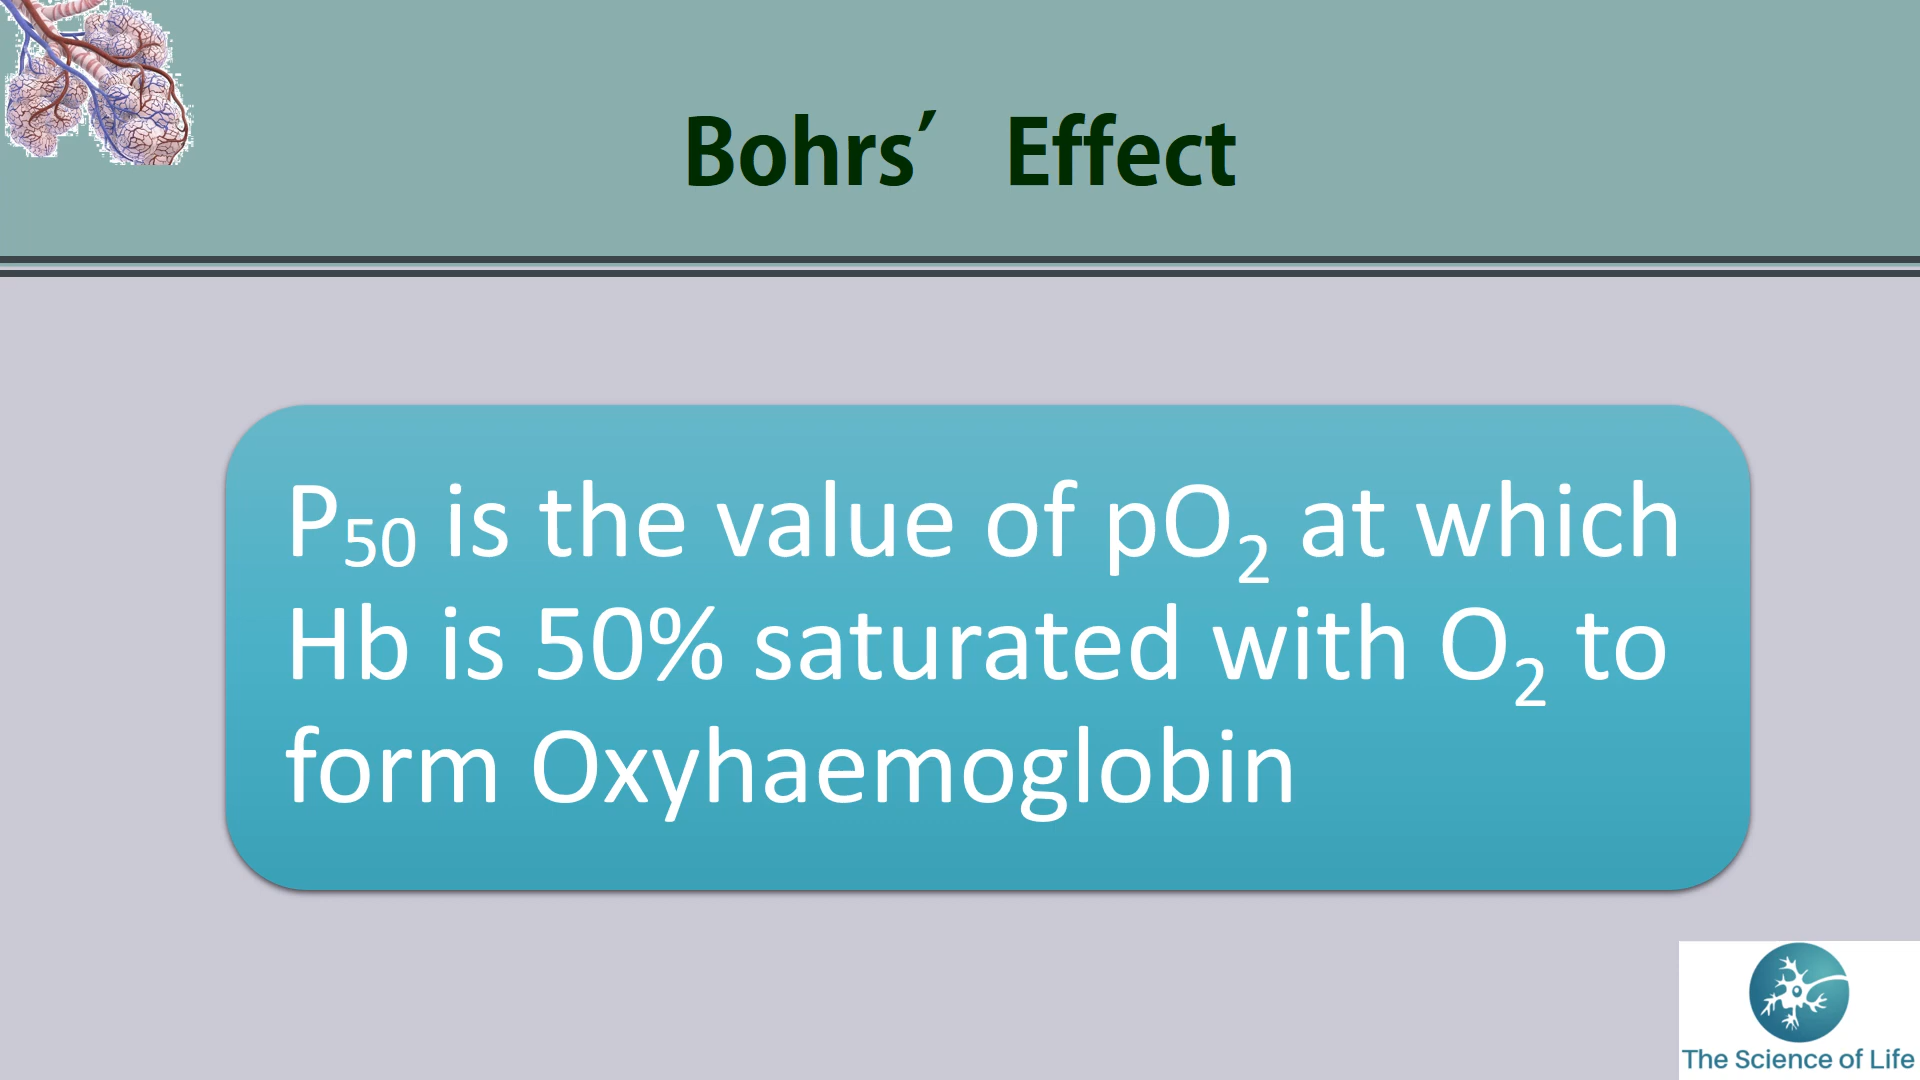 Bohrs′ Effect
P₅₀ is the value of pO₂ at which
Hb is 50% saturated with O₂ to
form Oxyhaemoglobin
The Science of Life